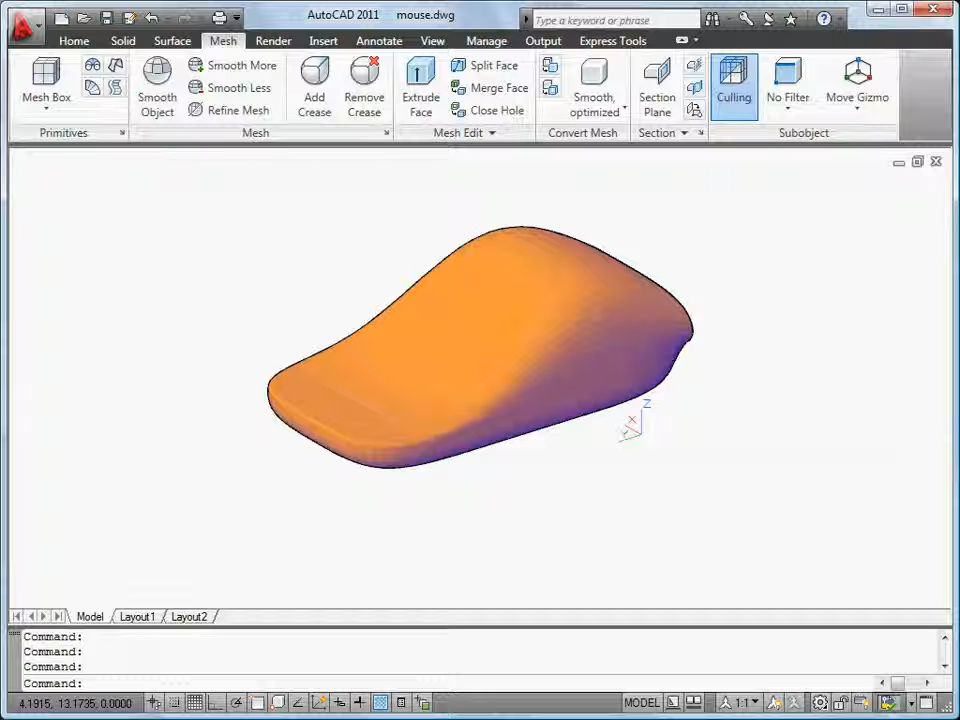 AutoCAD 2011 mouse.dwg
Type a keyword or phrase
Home Solid Surface Mesh Render Insert Annotate View Manage Output Express Tools
Mesh Box
Smooth Object
Smooth More
Smooth Less
Refine Mesh
Add Crease
Remove Crease
Extrude Face
Split Face
Merge Face
Close Hole
Smooth, optimized
Section Plane
Culling
No Filter
Move Gizmo
Primitives Mesh Mesh Edit Convert Mesh Section Subobject
Z
X
Y
Model Layout1 Layout2
Command:
Command:
Command:
Command:
4.1915, 13.1735, 0.0000 MODEL 1:1